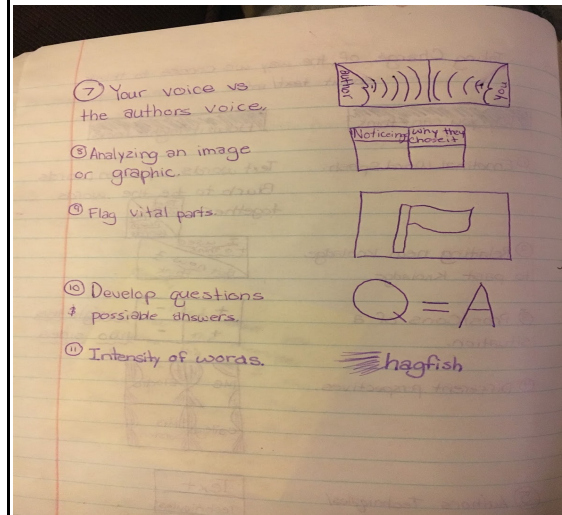 ⑦ Your voice vs
the authors voice.
author you
⑧ Analyzing an image
or graphic.
Noticeing why they
chose it
⑨ Flag vital parts.
⑩ Develop questions
& possiable answers.
Q = A
⑪ Intensity of words.
hagfish